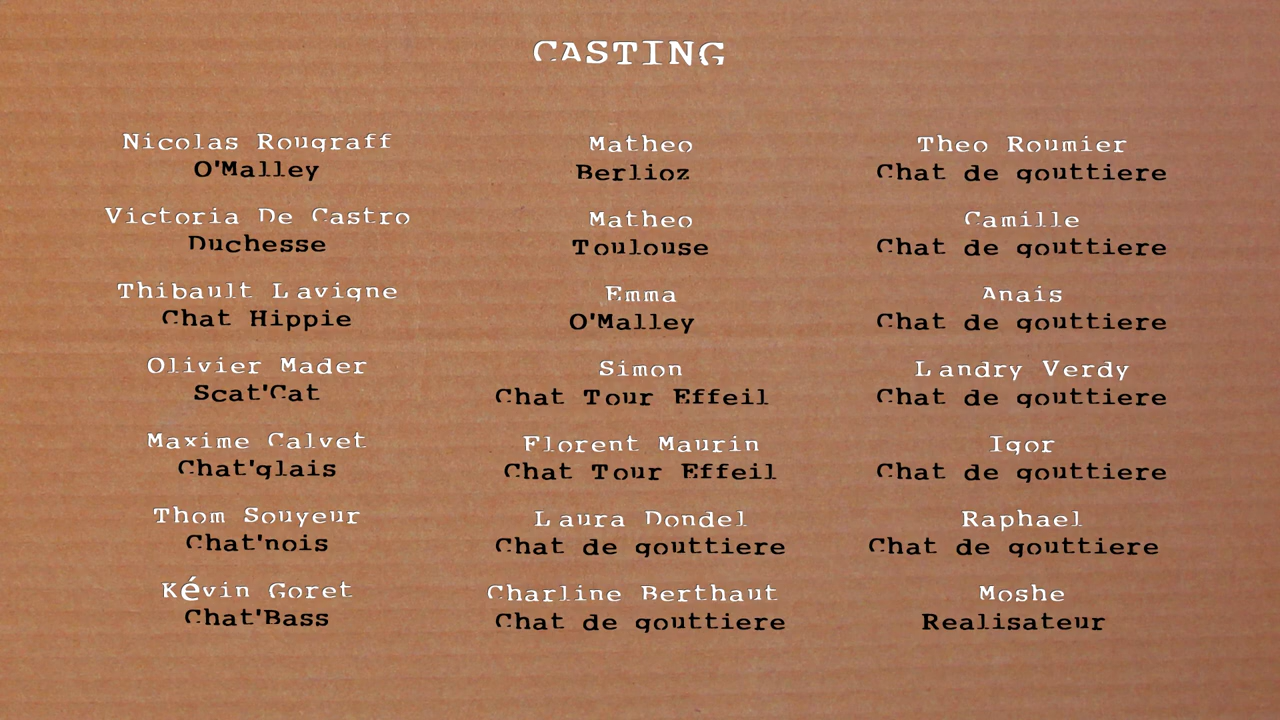 CASTING
Nicolas Rougraff
O'Malley
Victoria De Castro
Duchesse
Thibault Lavigne
Chat Hippie
Olivier Mader
Scat'Cat
Maxime Calvet
Chat'glais
Thom Souyeur
Chat'nois
Kévin Goret
Chat'Bass
Matheo
Berlioz
Matheo
Toulouse
Emma
O'Malley
Simon
Chat Tour Effeil
Florent Maurin
Chat Tour Effeil
Laura Dondel
Chat de gouttiere
Charline Berthaut
Chat de gouttiere
Theo Roumier
Chat de gouttiere
Camille
Chat de gouttiere
Anais
Chat de gouttiere
Landry Verdy
Chat de gouttiere
Igor
Chat de gouttiere
Raphael
Chat de gouttiere
Moshe
Realisateur